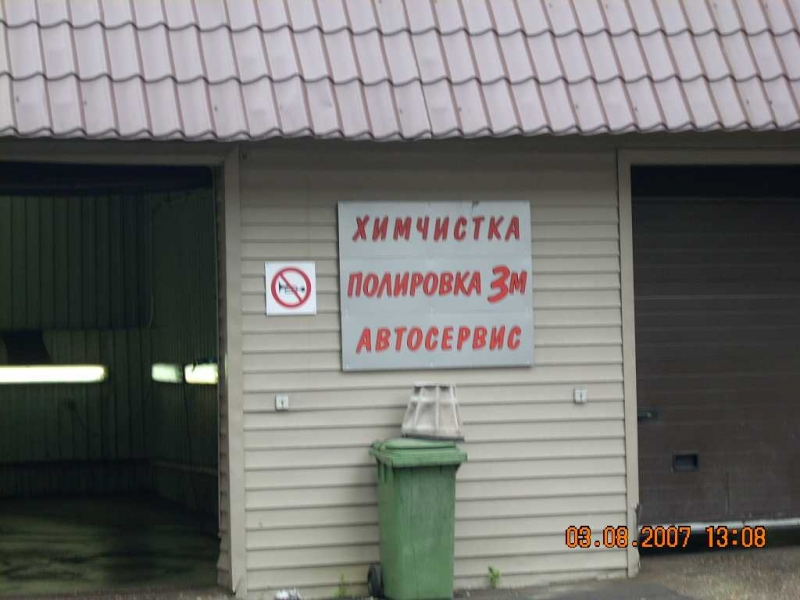 ХИМЧИСТКА
ПОЛИРОВКА 3М
АВТОСЕРВИС
03.08.2007 13:08